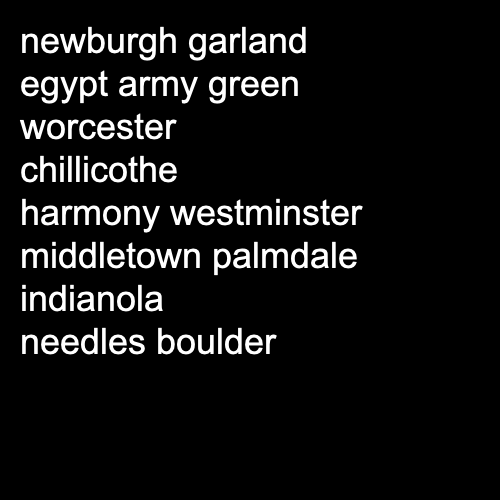 newburgh garland
egypt army green
worcester
chillicothe
harmony westminster
middletown palmdale
indianola
needles boulder